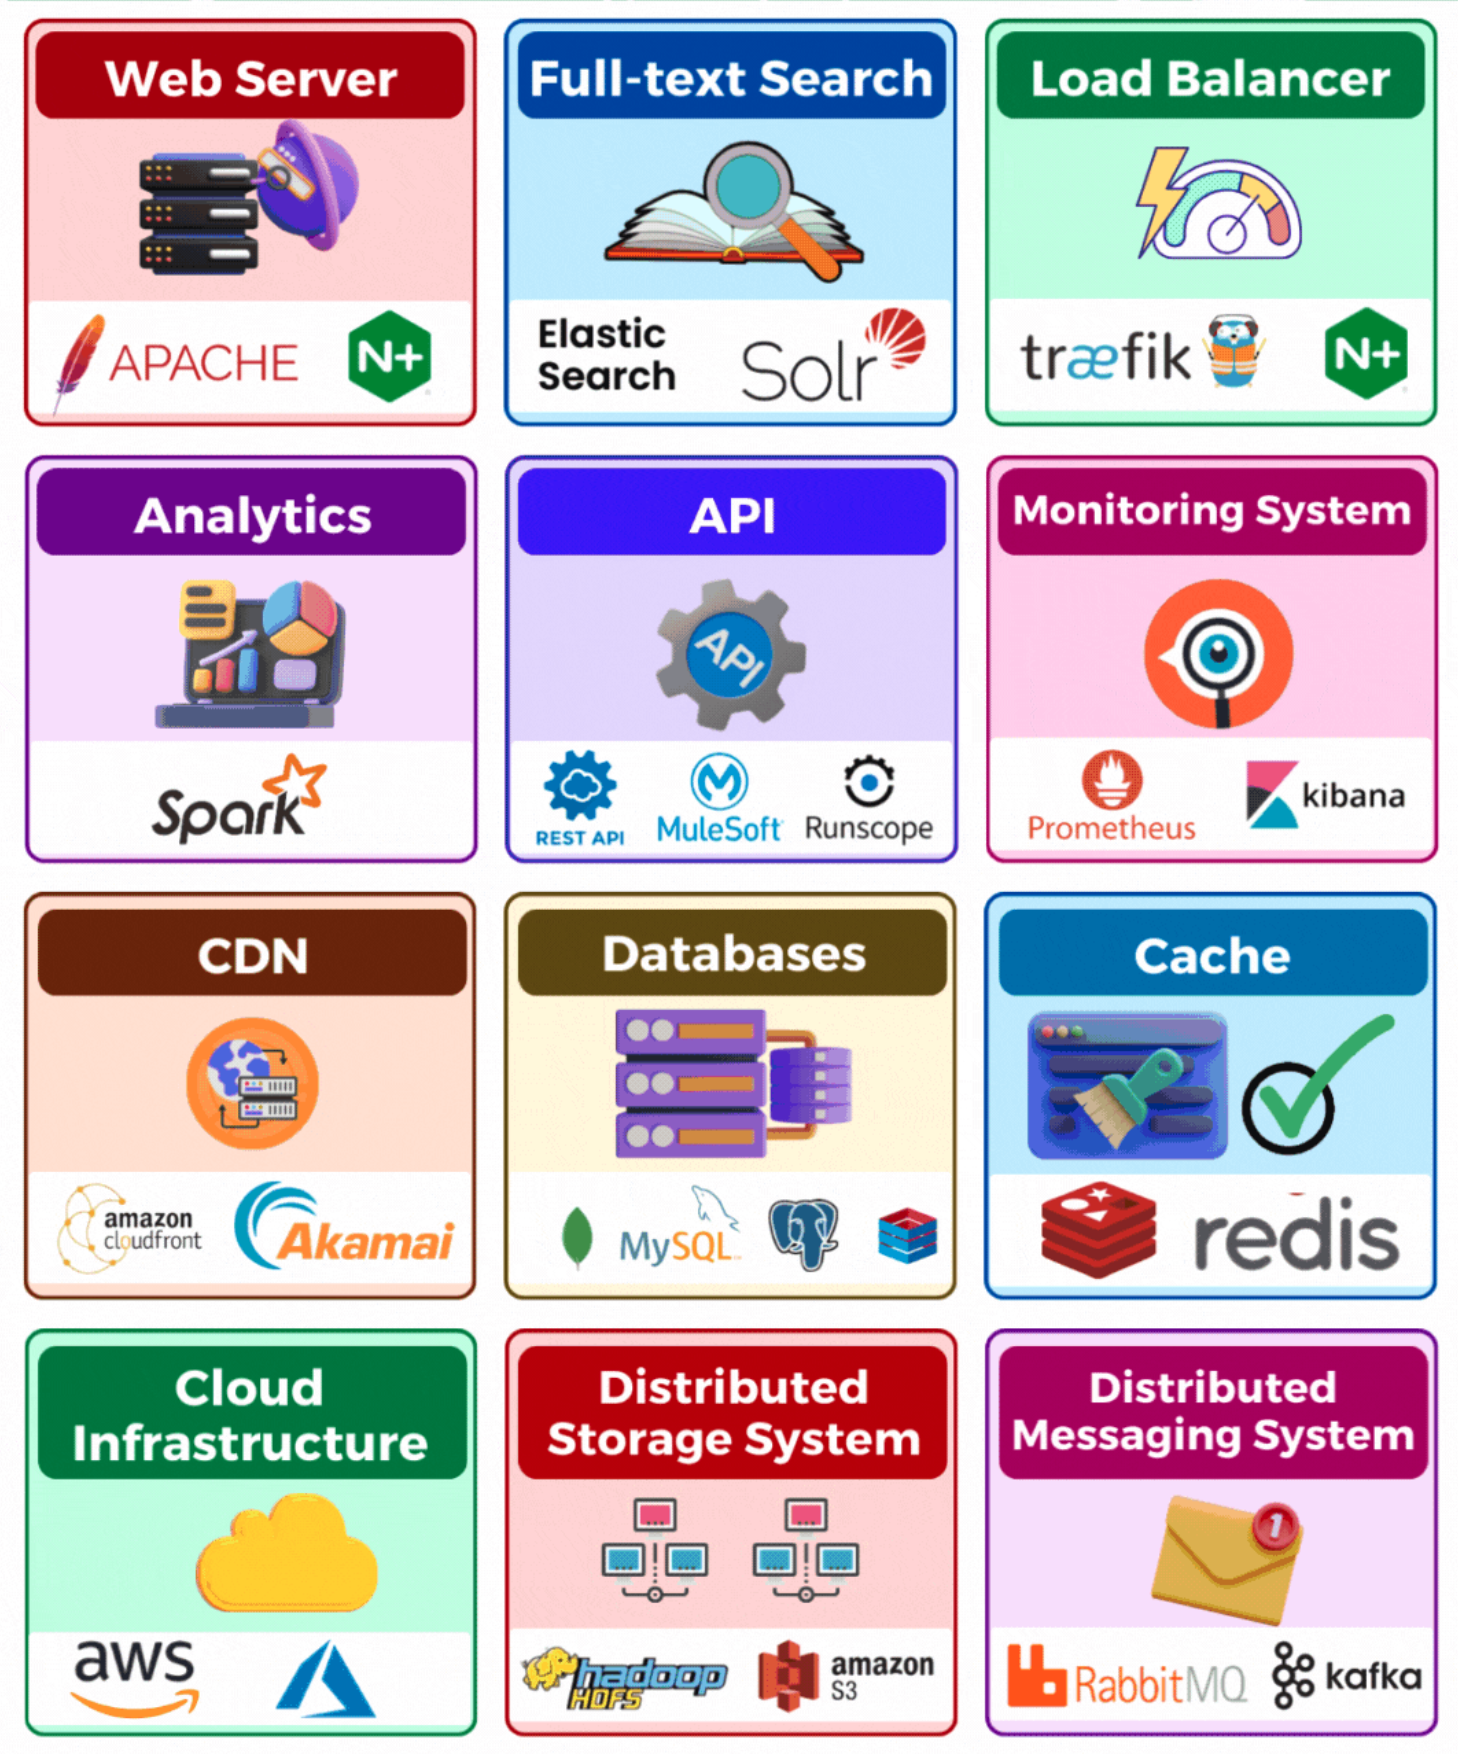 Web Server
APACHE
N+
Full-text Search
Elastic
Search
Solr
Load Balancer
træfik
N+
Analytics
Spark
API
API
REST API
MuleSoft
Runscope
Monitoring System
Prometheus
kibana
CDN
amazon
cloudfront
Akamai
Databases
MySQL
Cache
redis
Cloud
Infrastructure
aws
Distributed
Storage System
hadoop
HDFS
amazon
S3
Distributed
Messaging System
1
RabbitMQ
kafka